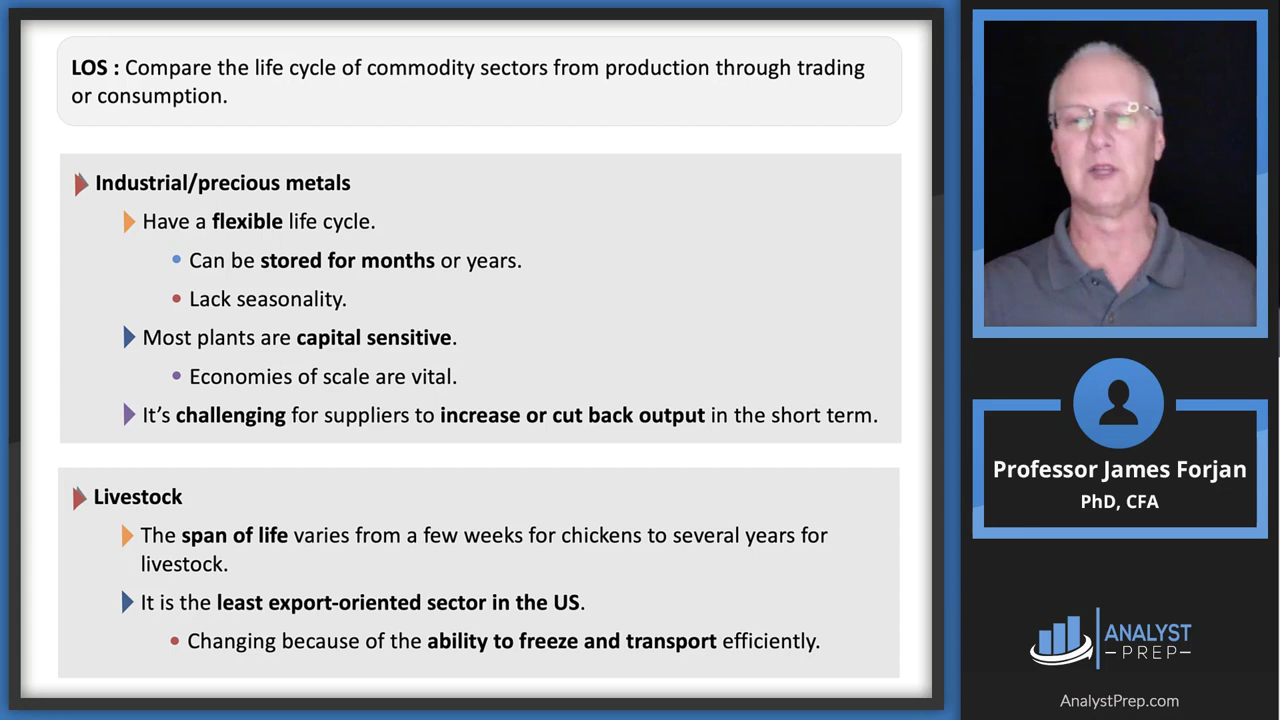 LOS : Compare the life cycle of commodity sectors from production through trading
or consumption.
Industrial/precious metals
Have a flexible life cycle.
Can be stored for months or years.
Lack seasonality.
Most plants are capital sensitive.
Economies of scale are vital.
It’s challenging for suppliers to increase or cut back output in the short term.
Livestock
The span of life varies from a few weeks for chickens to several years for
livestock.
It is the least export-oriented sector in the US.
Changing because of the ability to freeze and transport efficiently.
Professor James Forjan
PhD, CFA
ANALYST
PREP
AnalystPrep.com